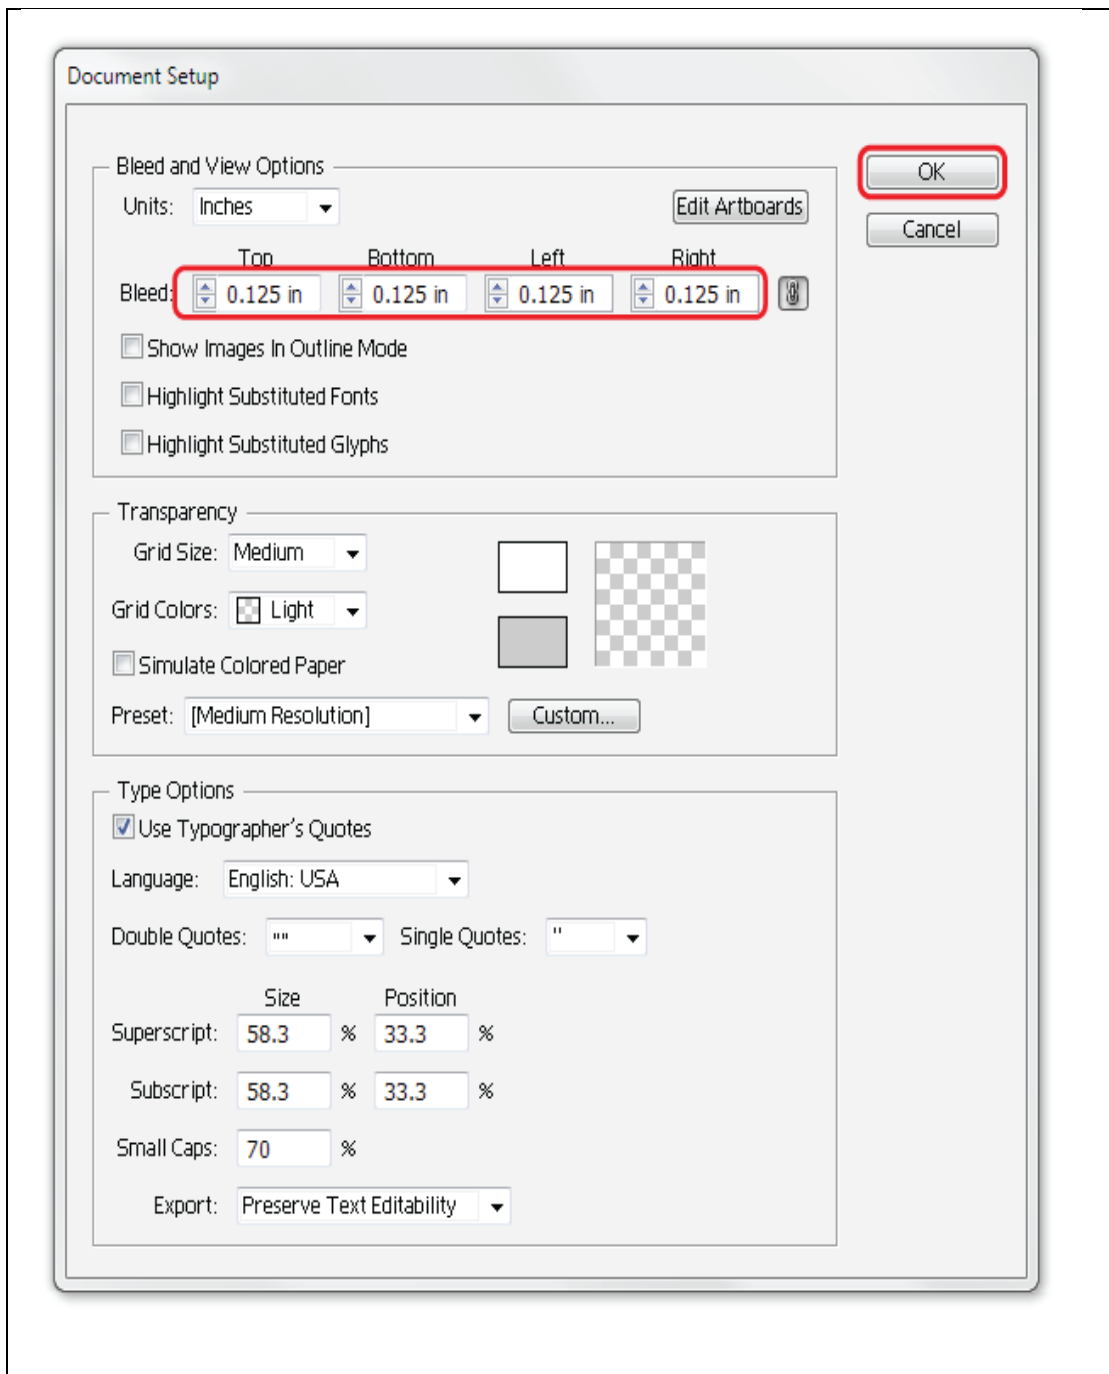 Document Setup
Bleed and View Options
OK
Units: Inches Edit Artboards
Cancel
Top Bottom Left Right
Bleed: 0.125 in 0.125 in 0.125 in 0.125 in
Show Images In Outline Mode
Highlight Substituted Fonts
Highlight Substituted Glyphs
Transparency
Grid Size: Medium
Grid Colors: Light
Simulate Colored Paper
Preset: [Medium Resolution] Custom...
Type Options
Use Typographer's Quotes
Language: English: USA
Double Quotes: "" Single Quotes: ''
Size Position
Superscript: 58.3 % 33.3 %
Subscript: 58.3 % 33.3 %
Small Caps: 70 %
Export: Preserve Text Editability